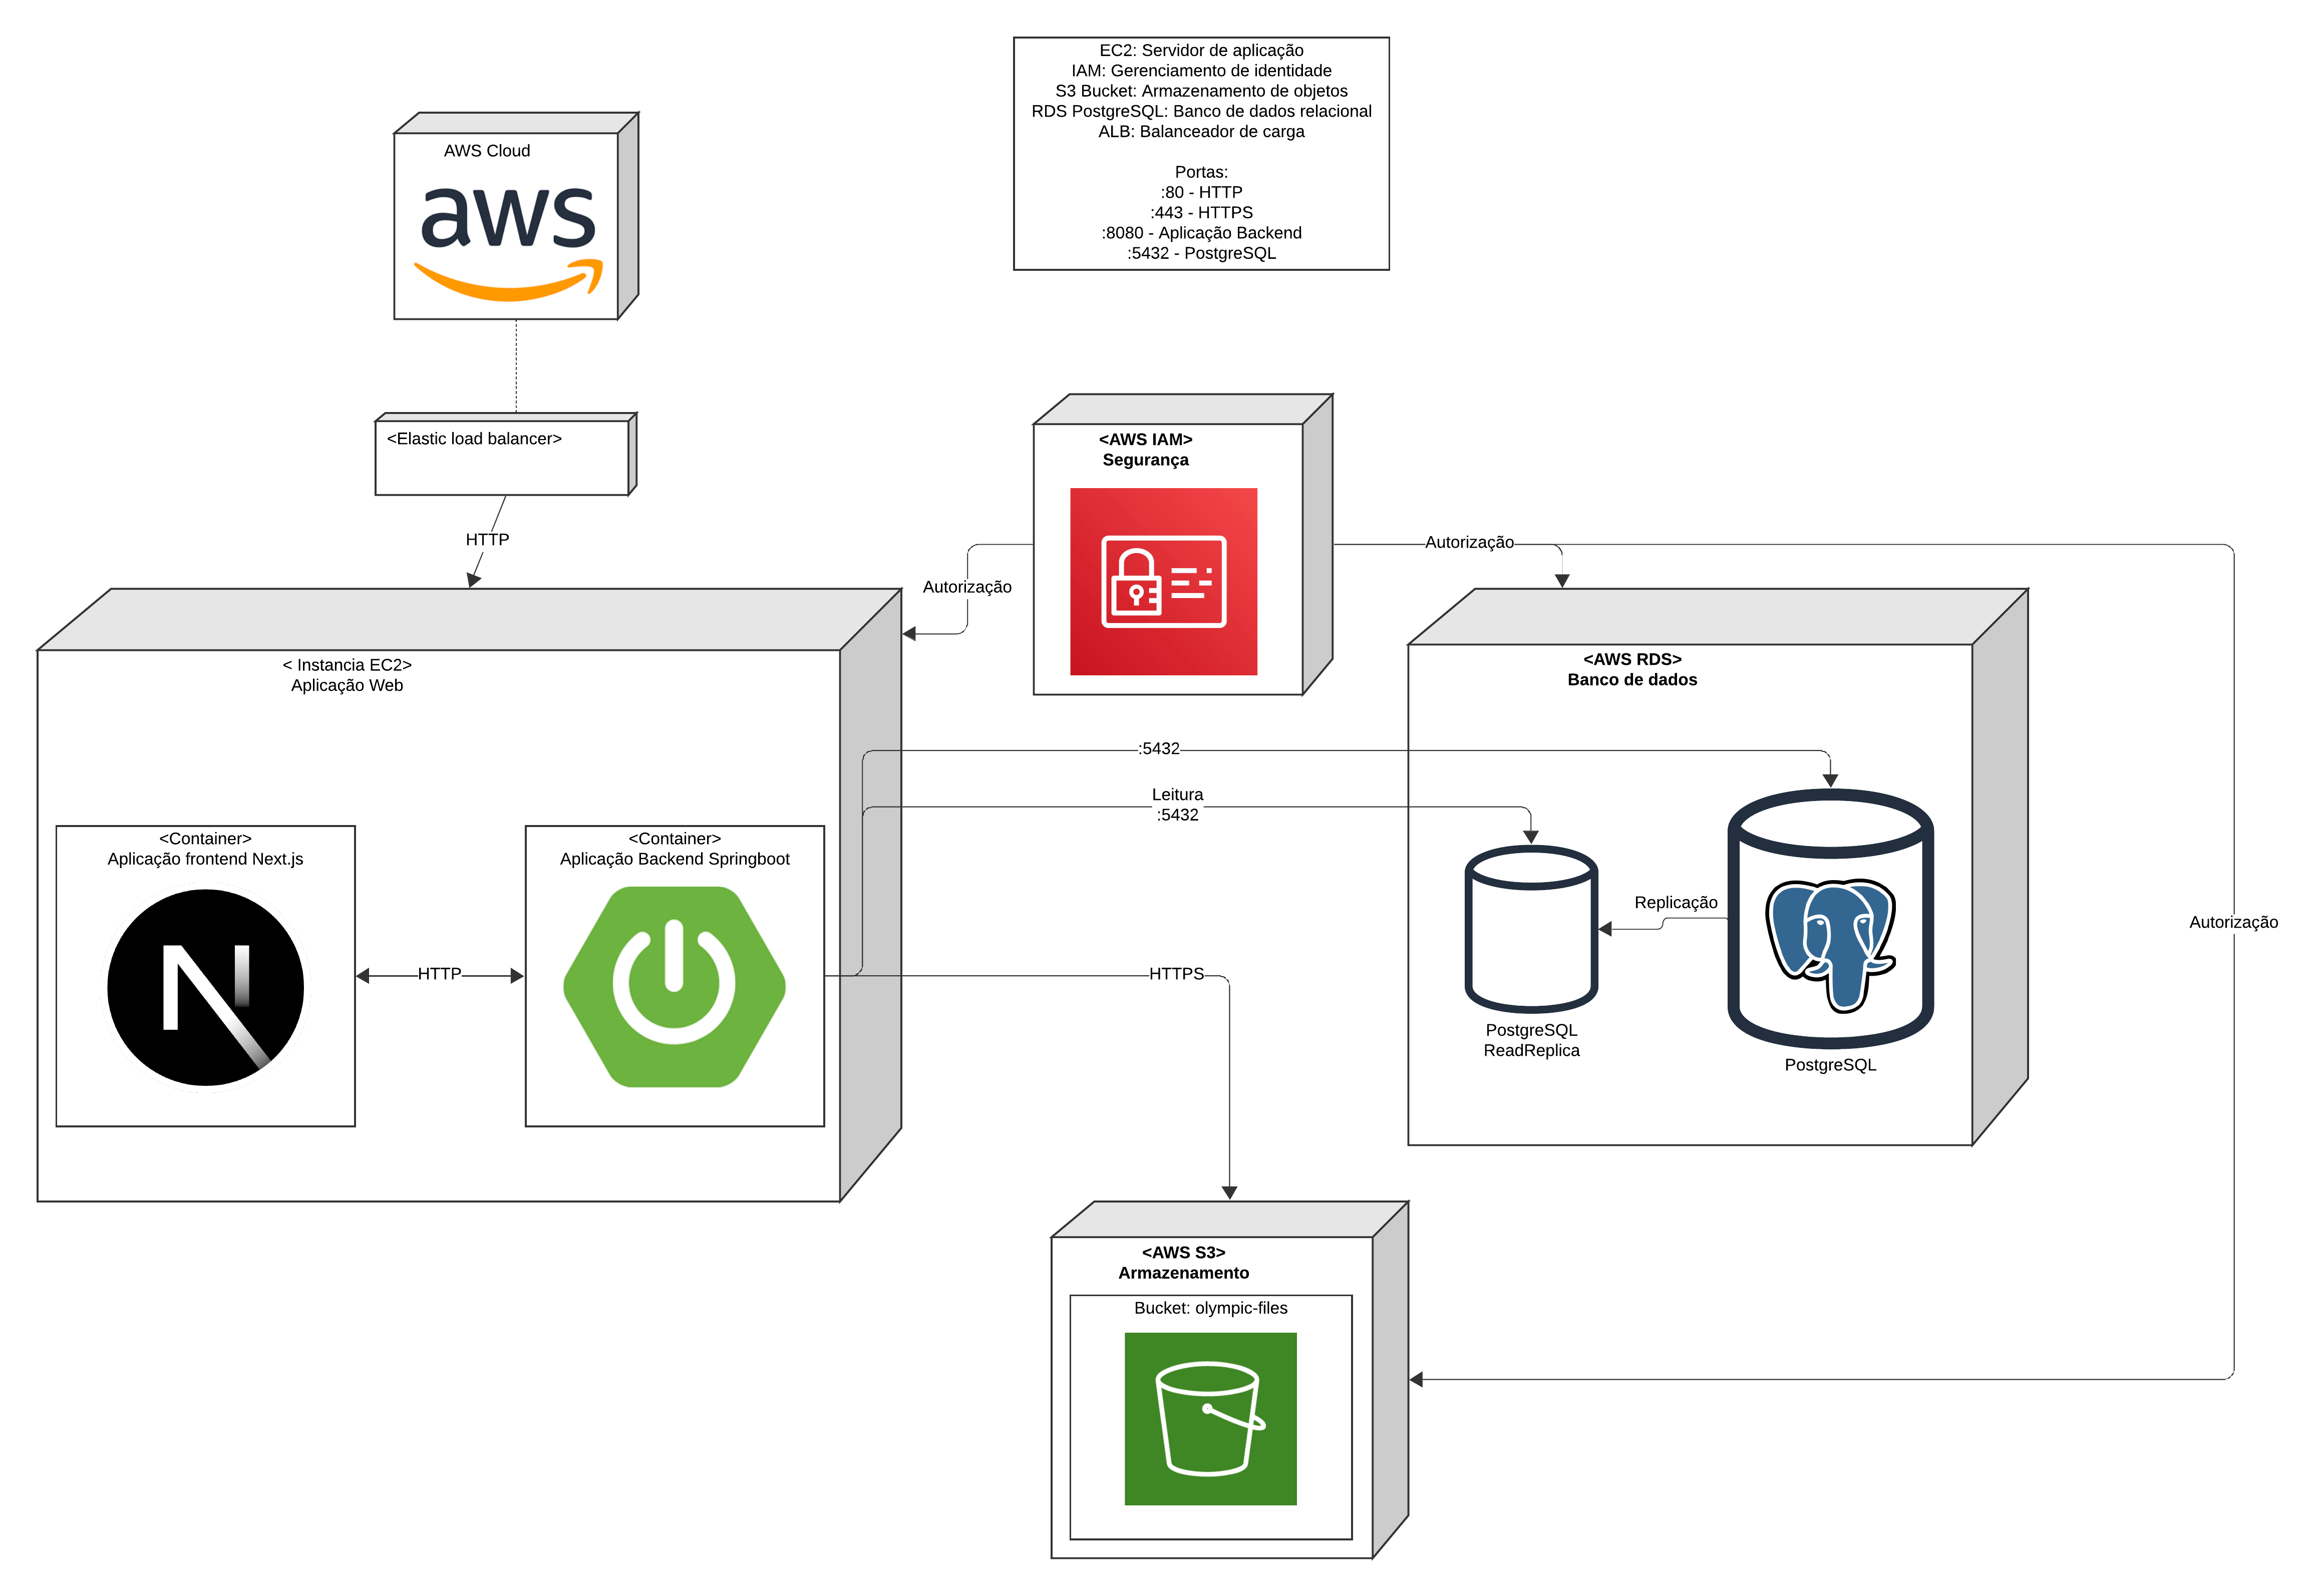 EC2: Servidor de aplicação
IAM: Gerenciamento de identidade
S3 Bucket: Armazenamento de objetos
RDS PostgreSQL: Banco de dados relacional
ALB: Balanceador de carga
Portas:
:80 - HTTP
:443 - HTTPS
:8080 - Aplicação Backend
:5432 - PostgreSQL
AWS Cloud
aws
<Elastic load balancer>
HTTP
<AWS IAM>
Segurança
Autorização
Autorização
Autorização
< Instancia EC2>
Aplicação Web
<Container>
Aplicação frontend Next.js
N
HTTP
<Container>
Aplicação Backend Springboot
:5432
Leitura
:5432
HTTPS
<AWS RDS>
Banco de dados
Replicação
PostgreSQL
ReadReplica
PostgreSQL
<AWS S3>
Armazenamento
Bucket: olympic-files